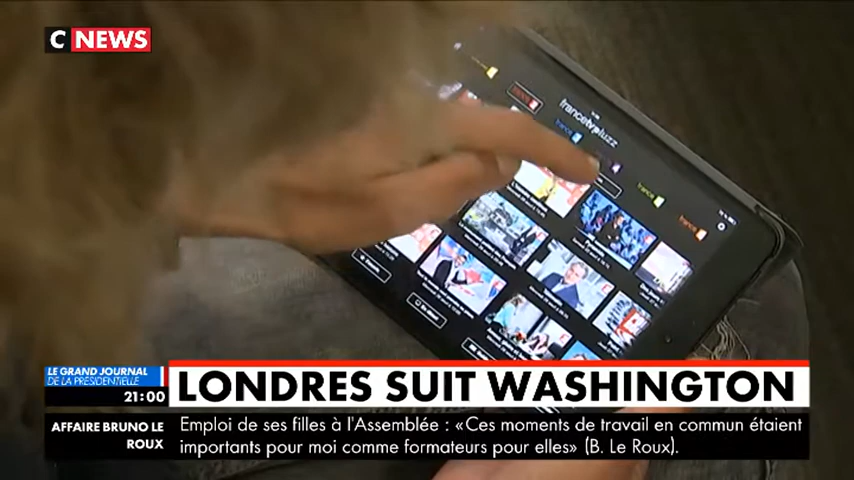 C NEWS
francetvpluzz
LE GRAND JOURNAL
DE LA PRÉSIDENTIELLE
21:00
LONDRES SUIT WASHINGTON
AFFAIRE BRUNO LE
ROUX
Emploi de ses filles à l'Assemblée : «Ces moments de travail en commun étaient
importants pour moi comme formateurs pour elles» (B. Le Roux).